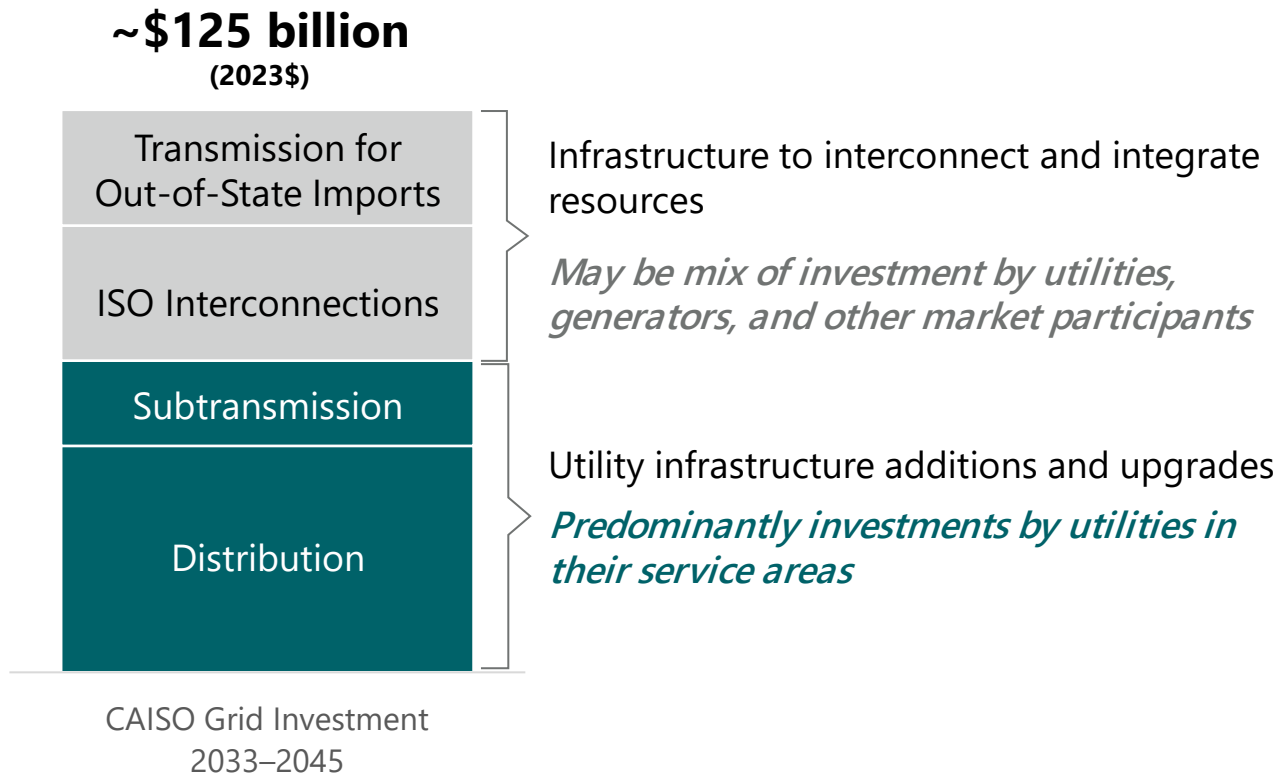 ~$125 billion
(2023$)
Transmission for
Out-of-State Imports
ISO Interconnections
Subtransmission
Distribution
Infrastructure to interconnect and integrate
resources
May be mix of investment by utilities,
generators, and other market participants
Utility infrastructure additions and upgrades
Predominantly investments by utilities in
their service areas
CAISO Grid Investment
2033–2045